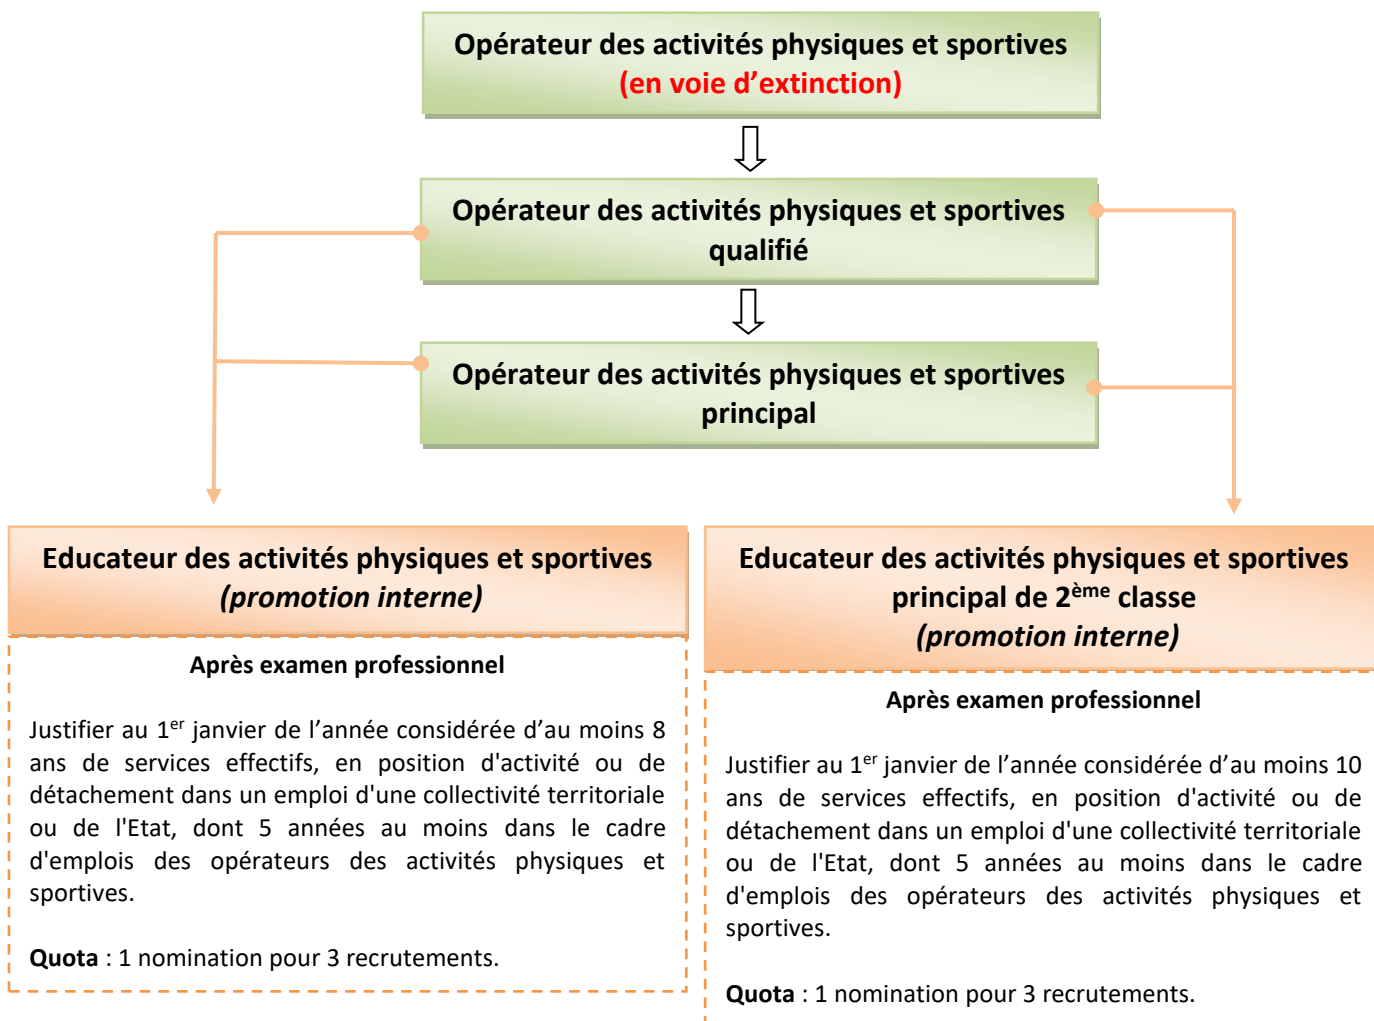 Opérateur des activités physiques et sportives
(en voie d’extinction)
Opérateur des activités physiques et sportives
qualifié
Opérateur des activités physiques et sportives
principal
Educateur des activités physiques et sportives
(promotion interne)
Après examen professionnel
Justifier au 1er janvier de l’année considérée d’au moins 8
ans de services effectifs, en position d'activité ou de
détachement dans un emploi d'une collectivité territoriale
ou de l'Etat, dont 5 années au moins dans le cadre
d'emplois des opérateurs des activités physiques et
sportives.
Quota : 1 nomination pour 3 recrutements.
Educateur des activités physiques et sportives
principal de 2ème classe
(promotion interne)
Après examen professionnel
Justifier au 1er janvier de l’année considérée d’au moins 10
ans de services effectifs, en position d'activité ou de
détachement dans un emploi d'une collectivité territoriale
ou de l'Etat, dont 5 années au moins dans le cadre
d'emplois des opérateurs des activités physiques et
sportives.
Quota : 1 nomination pour 3 recrutements.